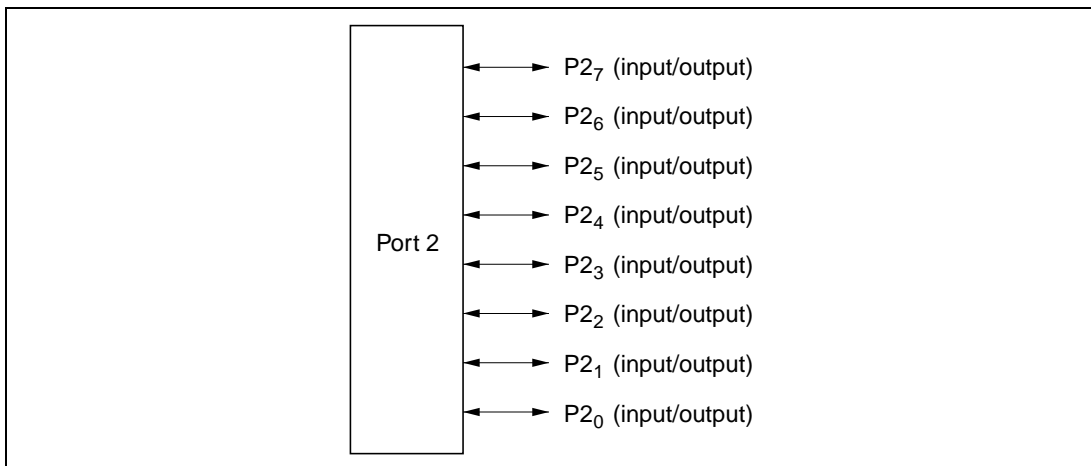 P2₇ (input/output)
P2₆ (input/output)
P2₅ (input/output)
P2₄ (input/output)
Port 2
P2₃ (input/output)
P2₂ (input/output)
P2₁ (input/output)
P2₀ (input/output)